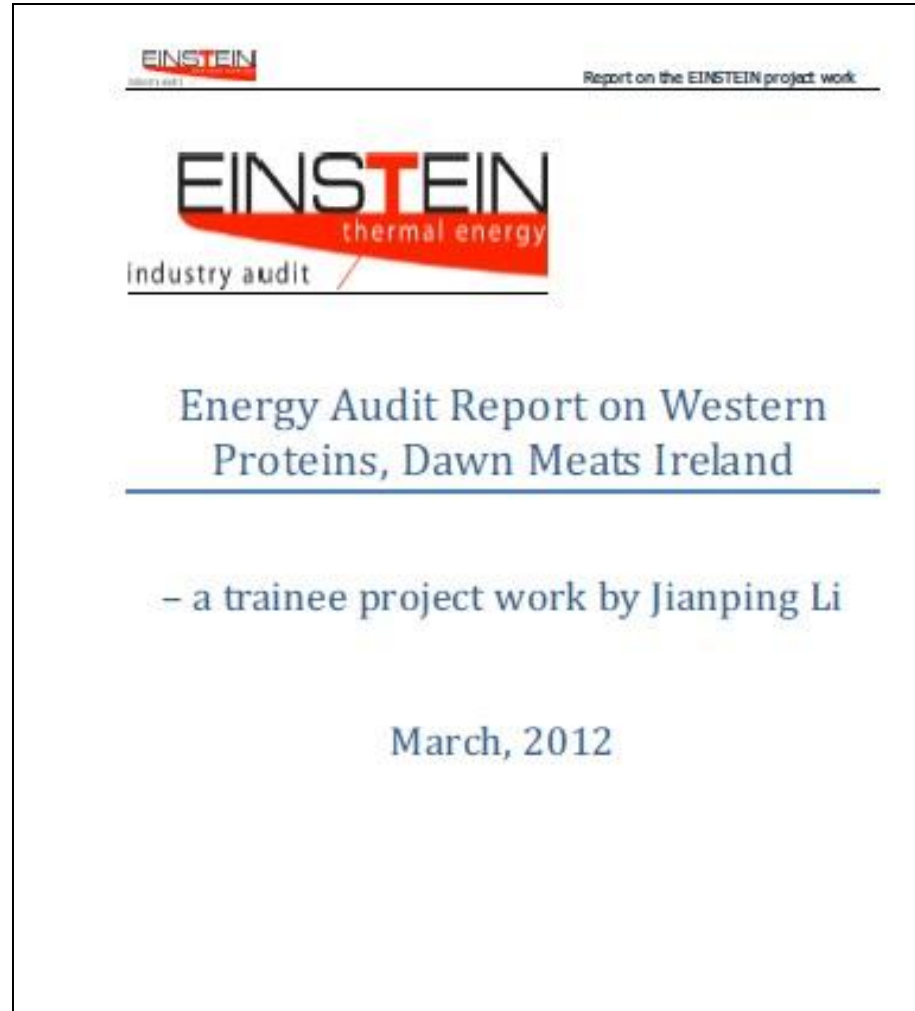 EINSTEIN
Report on the EINSTEIN project work
EINSTEIN
thermal energy
industry audit
Energy Audit Report on Western
Proteins, Dawn Meats Ireland
– a trainee project work by Jianping Li
March, 2012